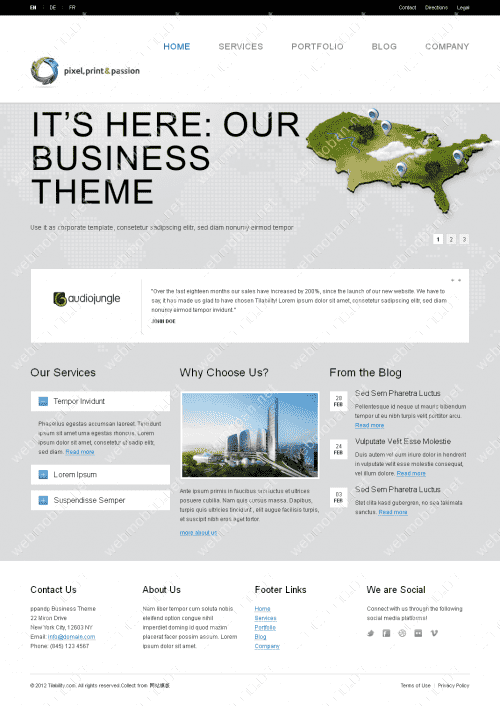 EN DE FR
Contact Directions Legal
pixel,print&passion
HOME SERVICES PORTFOLIO BLOG COMPANY
IT'S HERE: OUR
BUSINESS
THEME
Use it as corporate template, consetetur sadipscing elitr, sed diam nonumy eirmod tempor
1 2 3
audiojungle
"Over the last eighteen months our sales have increased by 200%, since the launch of our new website. We have to
say, it has made us glad to have chosen Tikability! Lorem ipsum dolor sit amet, consetetur sadipscing elitr, sed diam
nonumy eirmod tempor invidunt."
JOHN DOE
Our Services
Tempor Invidunt
Phasellus egestas accumsan laoreet. Tincidunt
ipsum sit amet urna egestas rhoncus. Lorem
ipsum dolor sit amet, consetetur sadip elitr,
sed diam. Read more
Lorem Ipsum
Suspendisse Semper
Why Choose Us?
Ante ipsum primis in faucibus orci luctus et ultrices
posuere cubilia. Nam quis cursus massa. Dapibus,
turpis quis ultricies tincidunt, elit augue facilisis turpis,
et suscipit nibh eros eget tortor.
more about us
From the Blog
28
FEB
Sed Sem Pharetra Luctus
Pellentesque id neque ut mauris bibendum
tempor ut eu nibh turpis velit porttitor arcu.
Read more
24
FEB
Vulputate Velit Esse Molestie
Duis autem vel eum iriure dolor in hendrerit
in vulputate velit esse molestie consequat,
vel illum dolore. Read more
03
FEB
Sed Sem Pharetra Luctus
Stet clita kasd gubergren, no sea takimata
sanctus. Read more
Contact Us
Business Theme
22 Nixon Drive
New York City, 12603 NY
Email: info@domain.com
Phone: (845) 123 4567
About Us
Nam liber tempor cum soluta nobis
eleifend option congue nihil
imperdiet doming id quod mazim
placerat facer possim assum. Lorem
ipsum dolor sit amet.
Footer Links
Home
Services
Portfolio
Blog
Company
We are Social
Connect with us through the following
social media platforms!
© 2012 Tikability.com. All rights reserved.Collect from 网站模板
Terms of Use Privacy Policy